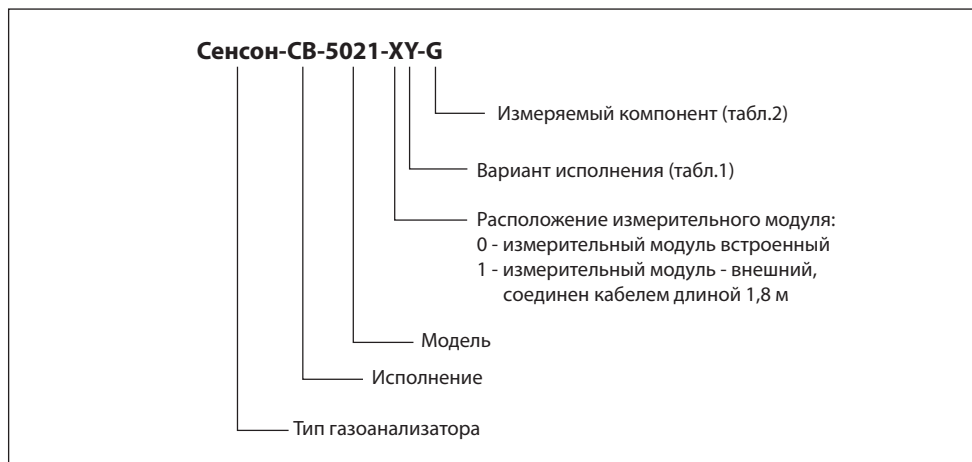 Сенсон-СВ-5021-XY-G
Измеряемый компонент (табл.2)
Вариант исполнения (табл.1)
Расположение измерительного модуля:
0 - измерительный модуль встроенный
1 - измерительный модуль - внешний,
соединен кабелем длиной 1,8 м
Модель
Исполнение
Тип газоанализатора